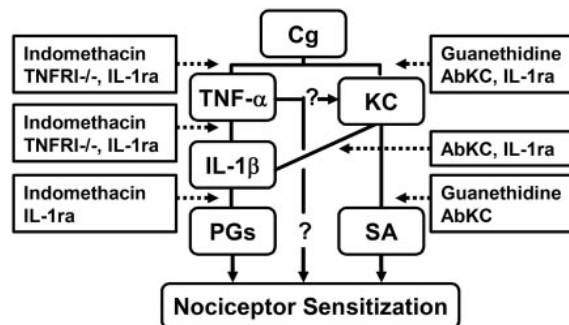 Cg
Indomethacin
TNFRI-/-, IL-1ra
Guanethidine
AbKC, IL-1ra
TNF-α
?
KC
Indomethacin
TNFRI-/-, IL-1ra
AbKC, IL-1ra
IL-1β
Indomethacin
IL-1ra
Guanethidine
AbKC
PGs
?
SA
Nociceptor Sensitization